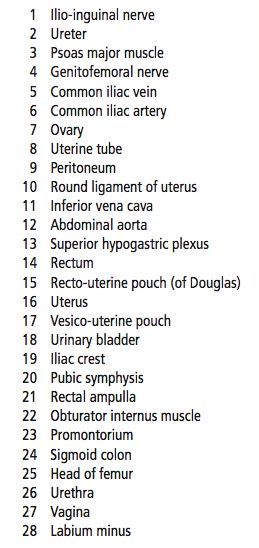 1 Ilio-inguinal nerve
2 Ureter
3 Psoas major muscle
4 Genitofemoral nerve
5 Common iliac vein
6 Common iliac artery
7 Ovary
8 Uterine tube
9 Peritoneum
10 Round ligament of uterus
11 Inferior vena cava
12 Abdominal aorta
13 Superior hypogastric plexus
14 Rectum
15 Recto-uterine pouch (of Douglas)
16 Uterus
17 Vesico-uterine pouch
18 Urinary bladder
19 Iliac crest
20 Pubic symphysis
21 Rectal ampulla
22 Obturator internus muscle
23 Promontorium
24 Sigmoid colon
25 Head of femur
26 Urethra
27 Vagina
28 Labium minus